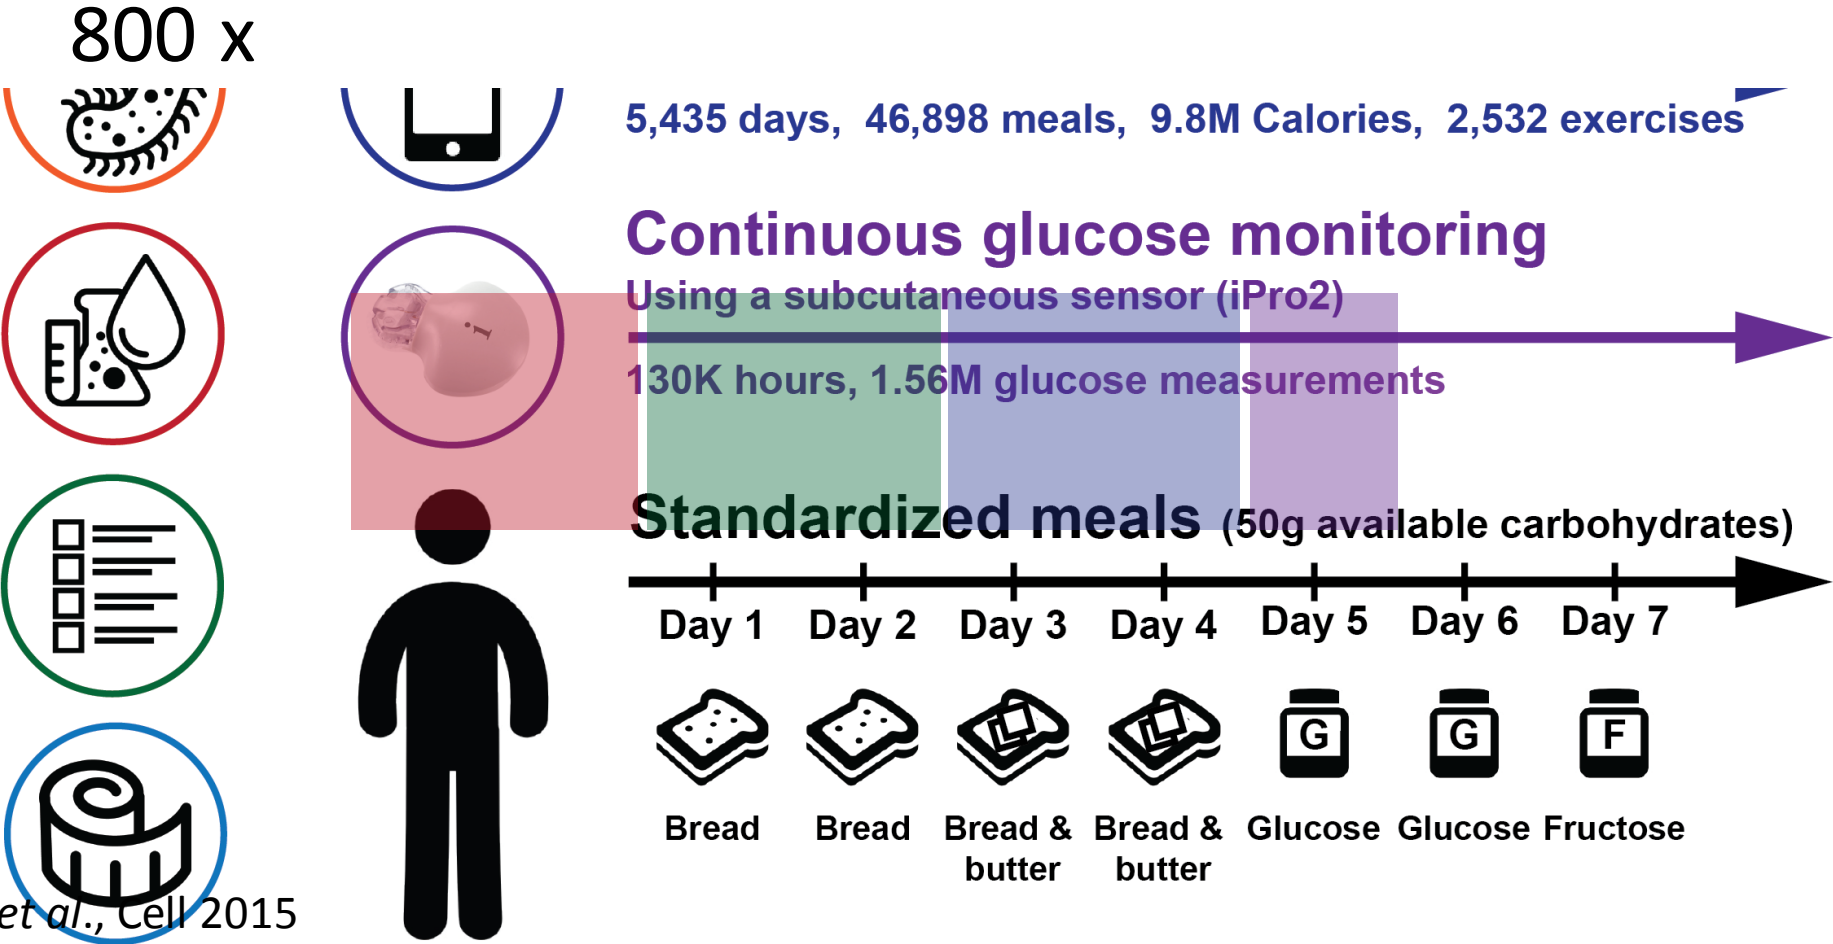 800 x
5,435 days, 46,898 meals, 9.8M Calories, 2,532 exercises
Continuous glucose monitoring
Using a subcutaneous sensor (iPro2)
130K hours, 1.56M glucose measurements
i
Standardized meals (50g available carbohydrates)
Day 1 Day 2 Day 3 Day 4 Day 5 Day 6 Day 7
G G F
Bread Bread Bread & butter Bread & butter Glucose Glucose Fructose
et al., Cell 2015